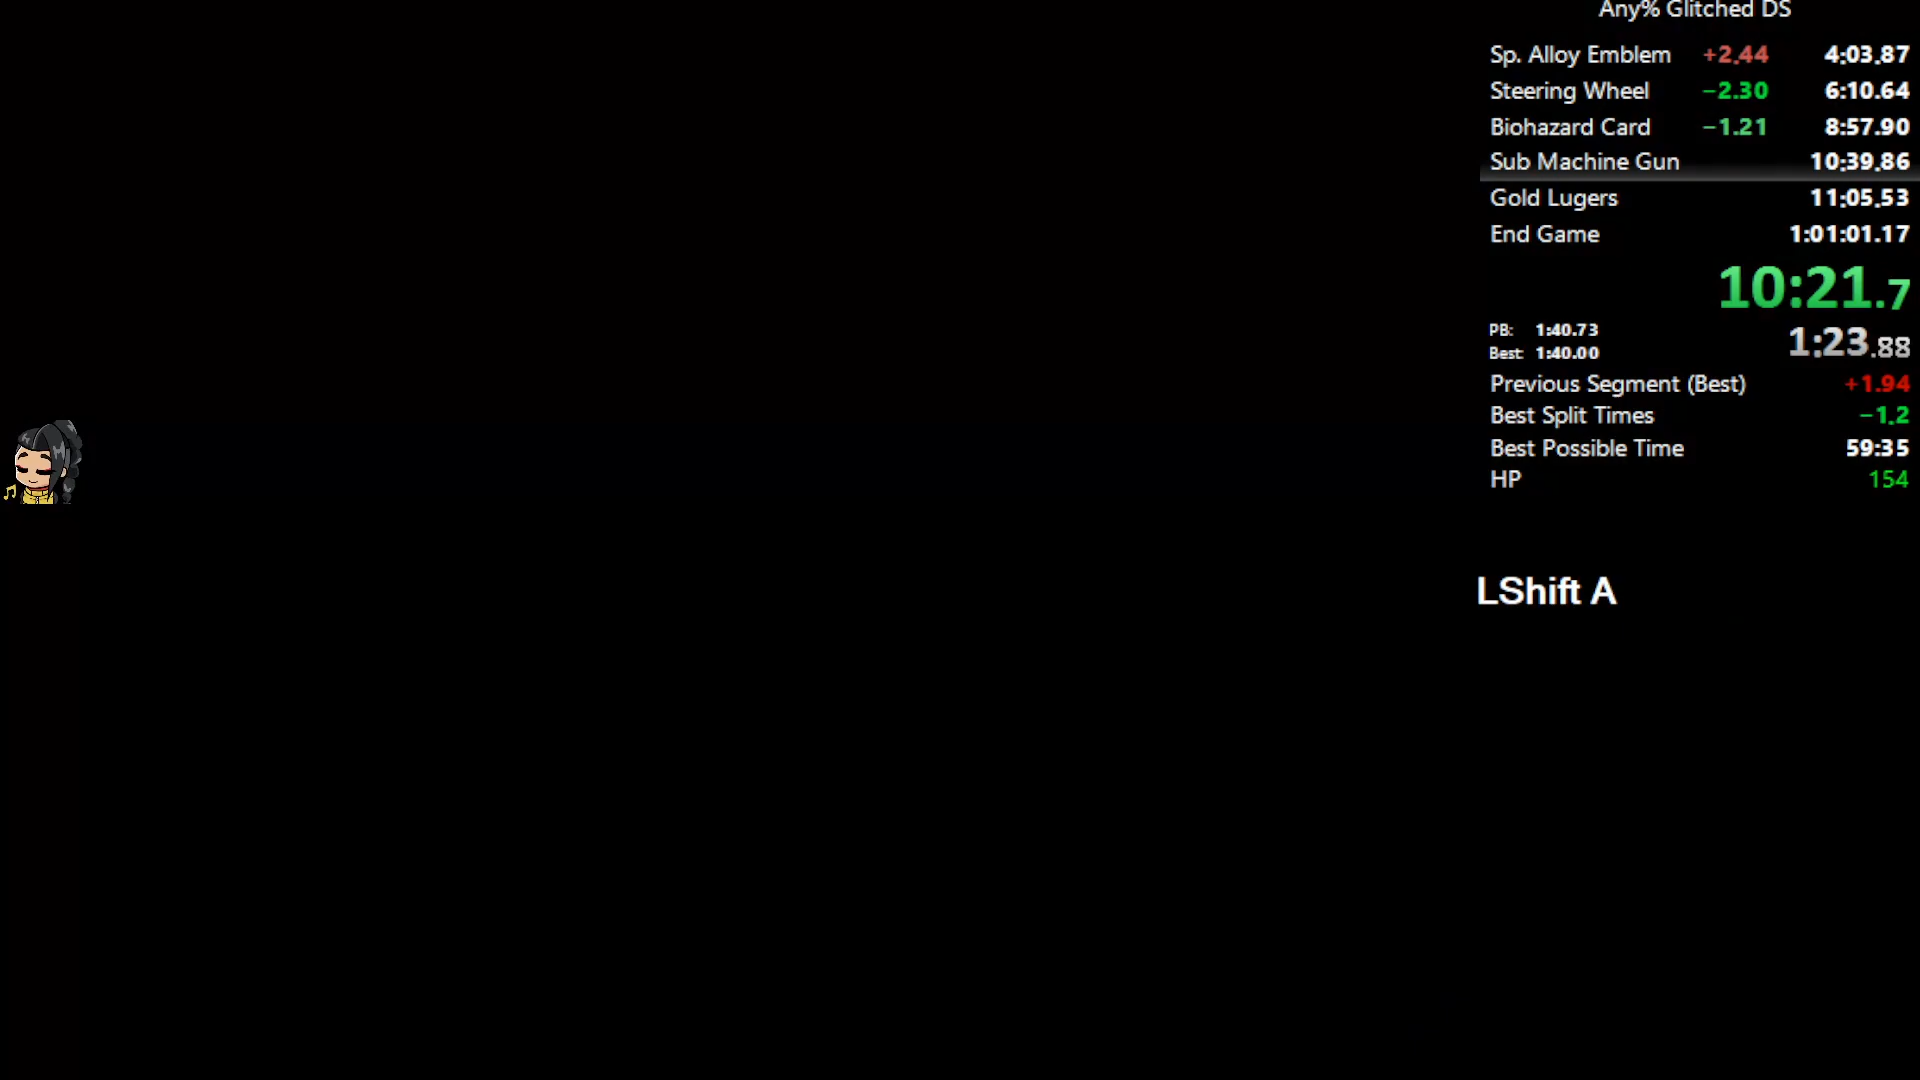 Any% Glitched DS
Sp. Alloy Emblem +2.44 4:03.87
Steering Wheel −2.30 6:10.64
Biohazard Card −1.21 8:57.90
Sub Machine Gun 10:39.86
Gold Lugers 11:05.53
End Game 1:01:01.17
10:21.7
PB: 1:40.73 1:23.88
Best: 1:40.00
Previous Segment (Best) +1.94
Best Split Times −1.2
Best Possible Time 59:35
HP 154
LShift A